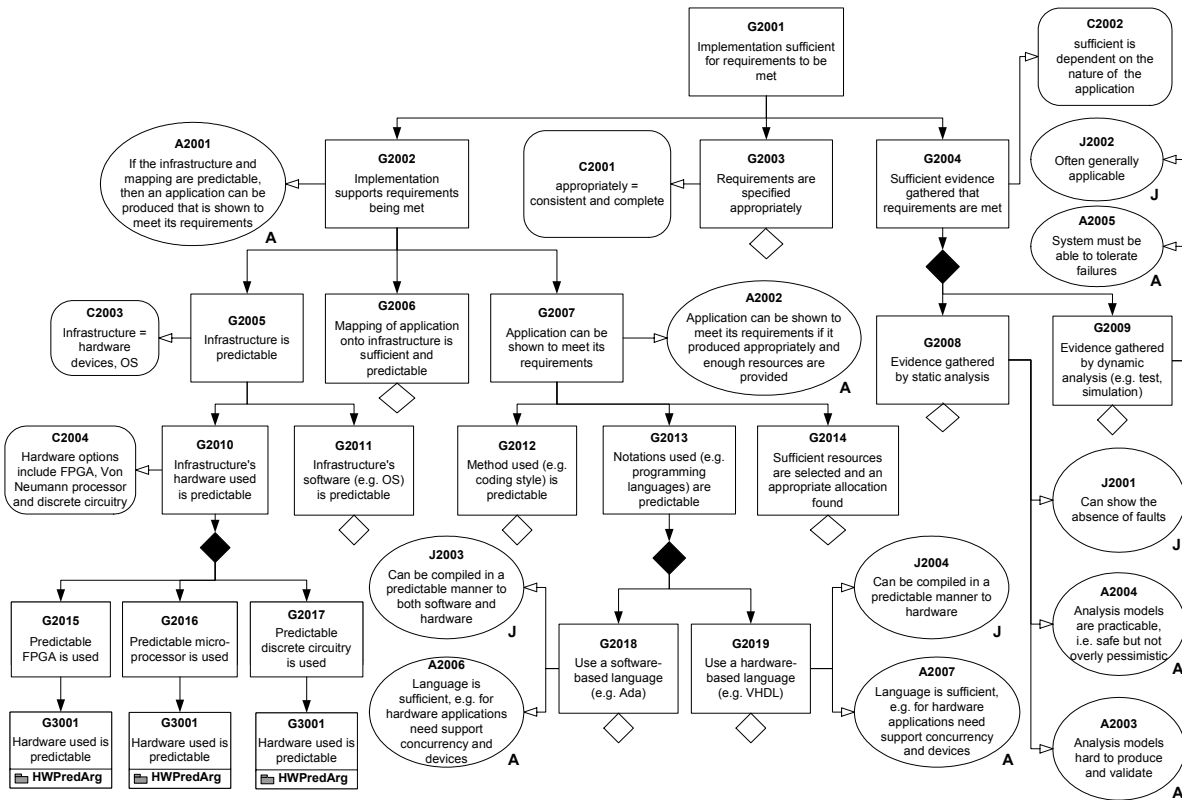 G2001
Implementation sufficient
for requirements to be
met
C2002
sufficient is
dependent on the
nature of the
application
A2001
If the infrastructure and
mapping are predictable,
then an application can be
produced that is shown to
meet its requirements
A
G2002
Implementation
supports requirements
being met
C2001
appropriately =
consistent and complete
G2003
Requirements are
specified
appropriately
G2004
Sufficient evidence
gathered that
requirements are met
J2002
Often generally
applicable
J
A2005
System must be
able to tolerate
failures
A
C2003
Infrastructure =
hardware
devices, OS
G2005
Infrastructure is
predictable
G2006
Mapping of application
onto infrastructure is
sufficient and
predictable
G2007
Application can be
shown to meet its
requirements
A2002
Application can be shown to
meet its requirements if it
produced appropriately and
enough resources are
provided
A
G2008
Evidence gathered
by static analysis
G2009
Evidence gathered
by dynamic
analysis (e.g. test,
simulation)
C2004
Hardware options
include FPGA, Von
Neumann processor
and discrete circuitry
G2010
Infrastructure's
hardware used
is predictable
G2011
Infrastructure's
software (e.g. OS)
is predictable
G2012
Method used (e.g.
coding style) is
predictable
G2013
Notations used (e.g.
programming
languages) are
predictable
G2014
Sufficient resources
are selected and an
appropriate allocation
found
J2001
Can show the
absence of faults
J
J2003
Can be compiled in a
predictable manner to
both software and
hardware
J
J2004
Can be compiled in a
predictable manner to
hardware
J
A2004
Analysis models
are practicable,
i.e. safe but not
overly pessimistic
A
G2015
Predictable
FPGA is used
G2016
Predictable micro-
processor is used
G2017
Predictable
discrete circuitry
is used
G2018
Use a software-
based language
(e.g. Ada)
G2019
Use a hardware-
based language
(e.g. VHDL)
A2006
Language is
sufficient, e.g. for
hardware applications
need support
concurrency and
devices
A
A2007
Language is sufficient,
e.g. for hardware
applications need
support concurrency
and devices
A
A2003
Analysis models
hard to produce
and validate
A
G3001
Hardware used is
predictable
HWPredArg
G3001
Hardware used is
predictable
HWPredArg
G3001
Hardware used is
predictable
HWPredArg